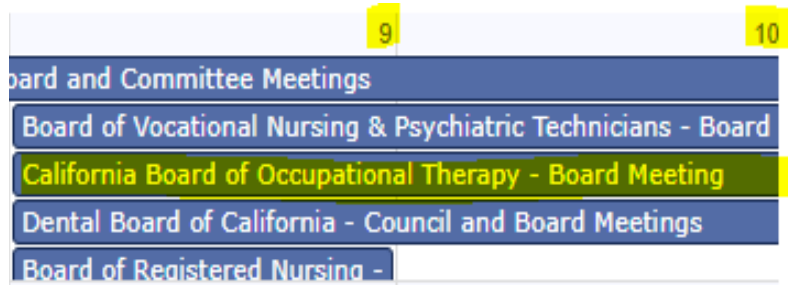 9 10
oard and Committee Meetings
Board of Vocational Nursing & Psychiatric Technicians - Board
California Board of Occupational Therapy - Board Meeting
Dental Board of California - Council and Board Meetings
Board of Registered Nursing -